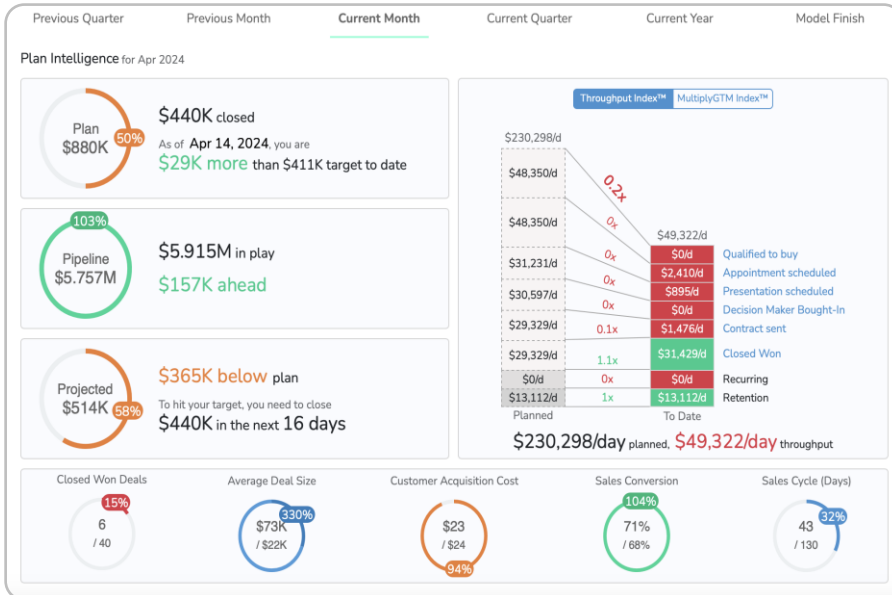 Previous Quarter
Previous Month
Current Month
Current Quarter
Current Year
Model Finish
Plan Intelligence for Apr 2024
Plan
$880K
50%
$440K closed
As of Apr 14, 2024, you are
$29K more than $411K target to date
103%
Pipeline
$5.757M
$5.915M in play
$157K ahead
Projected
$514K
58%
$365K below plan
To hit your target, you need to close
$440K in the next 16 days
Throughput Index™
MultiplyGTM Index™
$230,298/d
$48,350/d
$48,350/d
$31,231/d
$30,597/d
$29,329/d
$29,329/d
$0/d
$13,112/d
Planned
0.2x
0x
0x
0x
0x
0.1x
1.1x
0x
1x
$49,322/d
$0/d Qualified to buy
$2,410/d Appointment scheduled
$895/d Presentation scheduled
$0/d Decision Maker Bought-In
$1,476/d Contract sent
$31,429/d Closed Won
$0/d Recurring
$13,112/d Retention
To Date
$230,298/day planned, $49,322/day throughput
Closed Won Deals
15%
6
/ 40
Average Deal Size
330%
$73K
/ $22K
Customer Acquisition Cost
$23
/ $24
94%
Sales Conversion
104%
71%
/ 68%
Sales Cycle (Days)
32%
43
/ 130